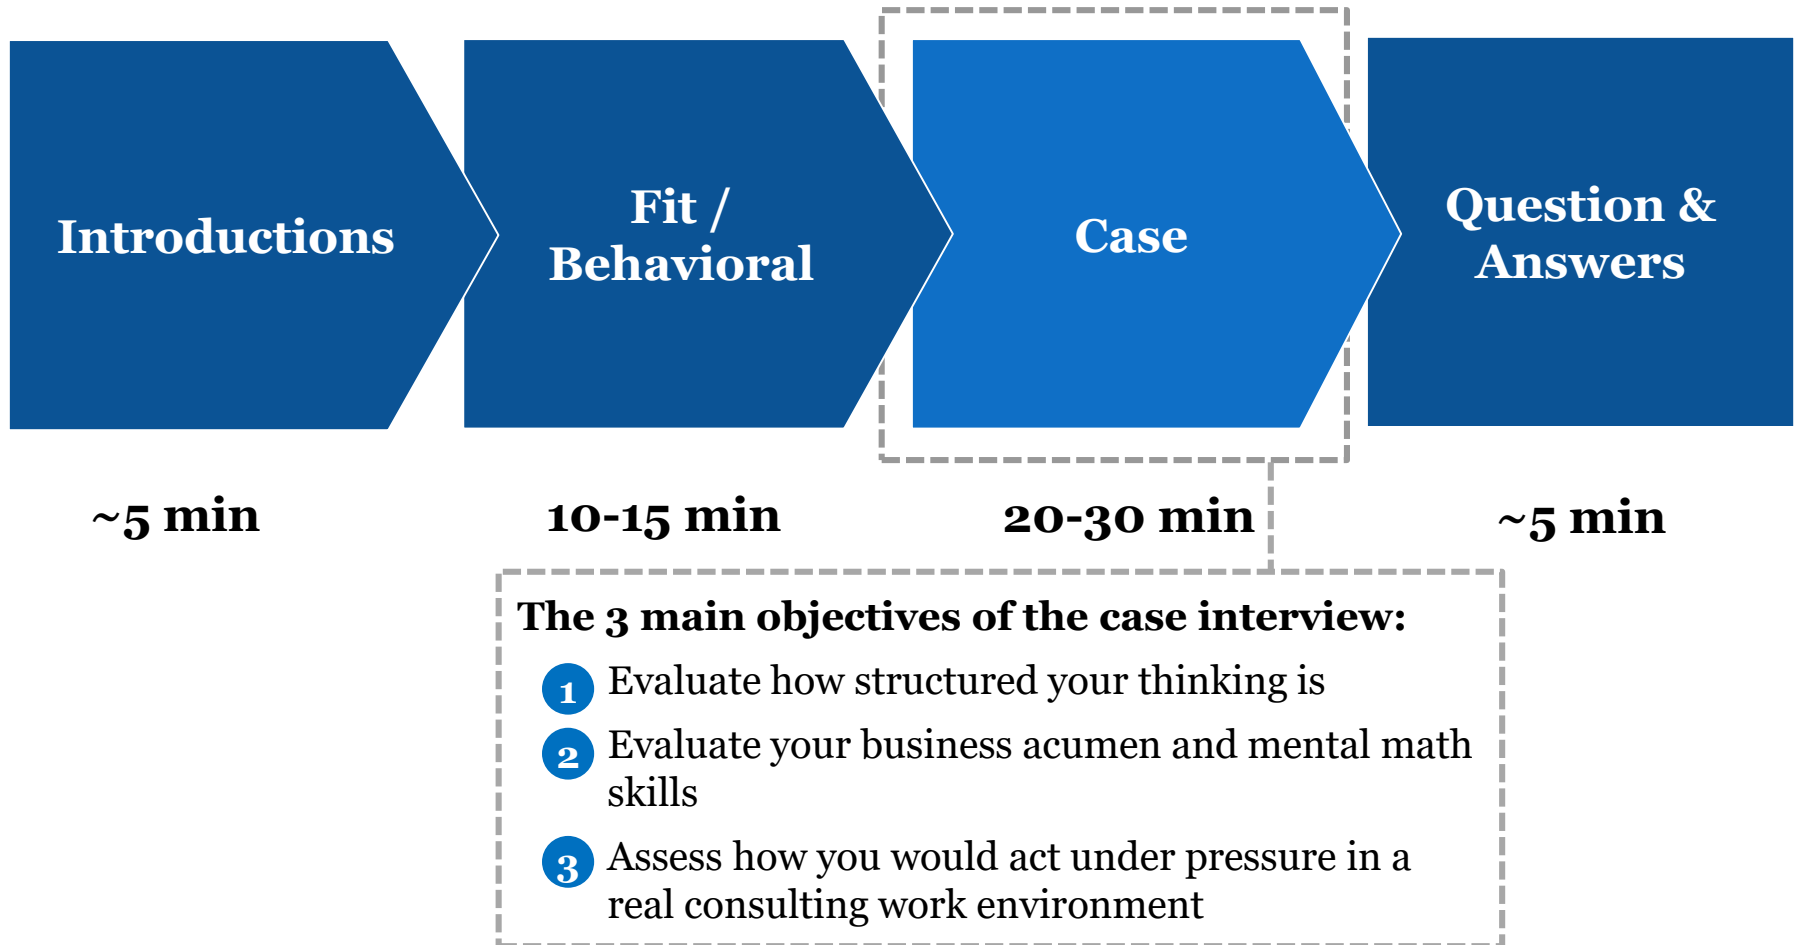 Introductions
Fit /
Behavioral
Case
Question &
Answers
~5 min
10-15 min
20-30 min
~5 min
The 3 main objectives of the case interview:
1 Evaluate how structured your thinking is
2 Evaluate your business acumen and mental math
skills
3 Assess how you would act under pressure in a
real consulting work environment